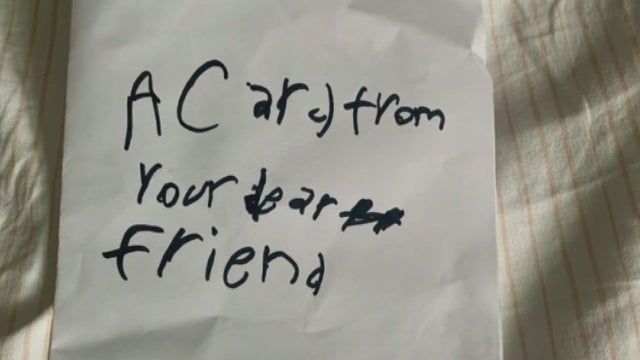 A Card from
Your dear
friend